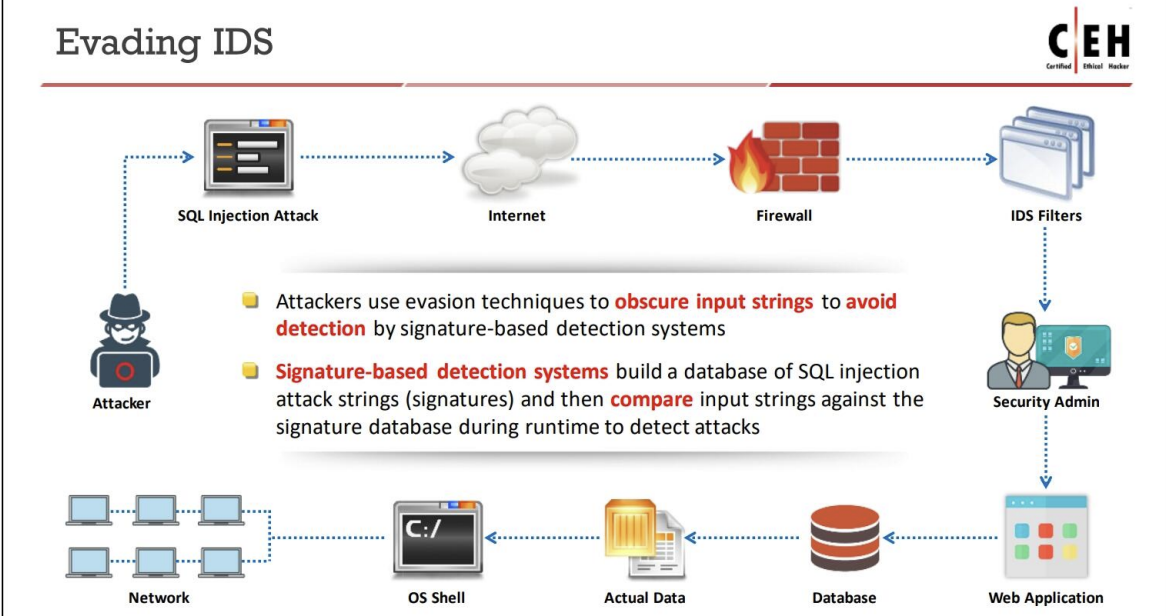 Evading IDS
C EH
Certified Ethical Hacker
SQL Injection Attack
Internet
Firewall
IDS Filters
Attackers use evasion techniques to obscure input strings to avoid
detection by signature-based detection systems
Signature-based detection systems build a database of SQL injection
attack strings (signatures) and then compare input strings against the
signature database during runtime to detect attacks
Attacker
Security Admin
C:/
Network
OS Shell
Actual Data
Database
Web Application